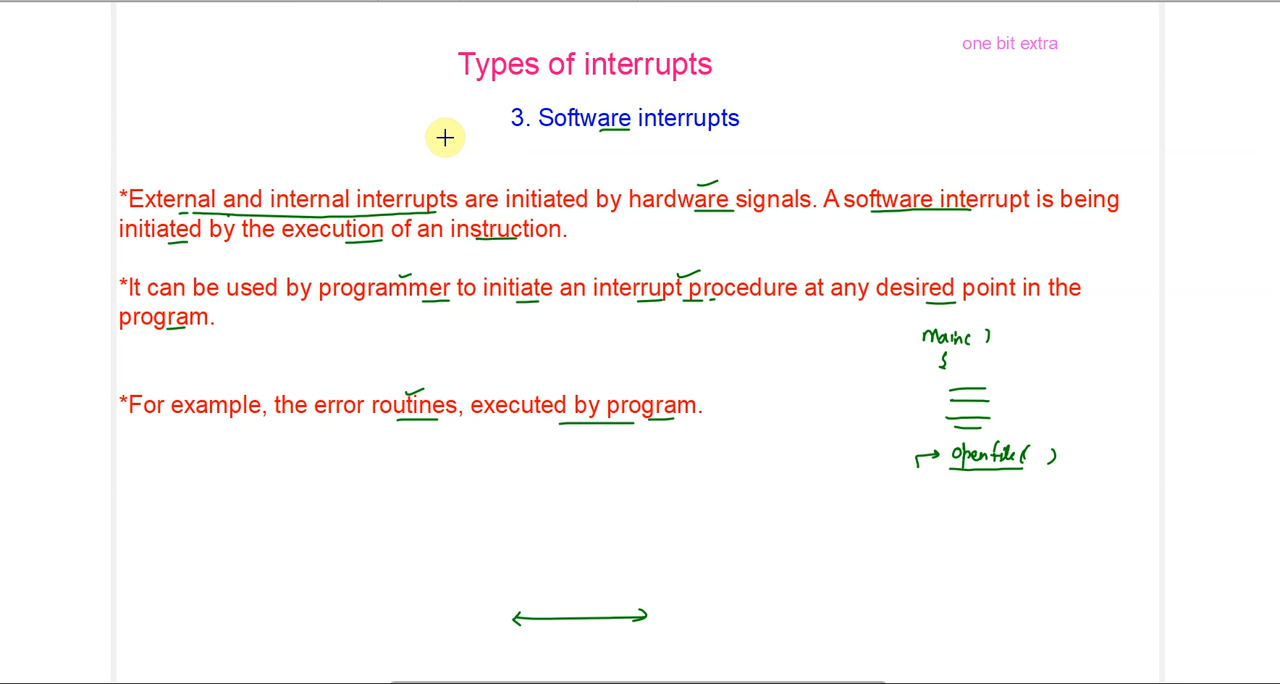 one bit extra
Types of interrupts
3. Software interrupts
*External and internal interrupts are initiated by hardware signals. A software interrupt is being
initiated by the execution of an instruction.
*It can be used by programmer to initiate an interrupt procedure at any desired point in the
program.
main( )
{
*For example, the error routines, executed by program.
openfile( )